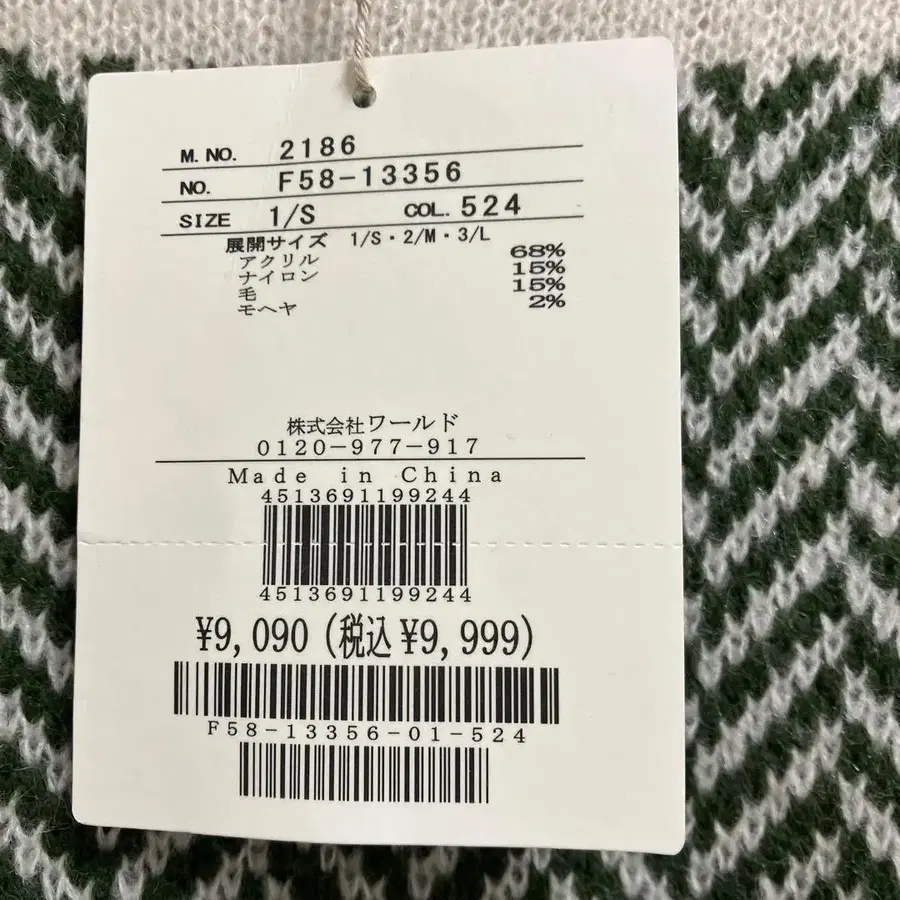 M. NO. 2186
NO. F58-13356
SIZE 1/S COL. 524
展開サイズ 1/S・2/M・3/L
アクリル 68%
ナイロン 15%
毛 15%
モヘヤ 2%
株式会社ワールド
0120-977-917
Made in China
4513691199244
4513691199244
¥9,090 (税込 ¥9,999)
F58-13356-01-524